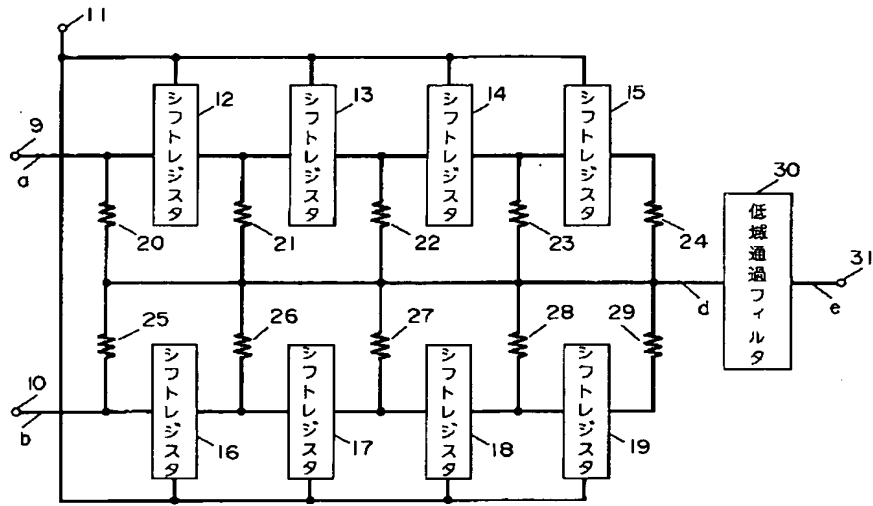 11
シフトレジスタ
12
シフトレジスタ
13
シフトレジスタ
14
シフトレジスタ
15
9
a
20
21
22
23
24
30
低域通過フィルタ
31
d
e
25
26
27
28
29
10
b
シフトレジスタ
16
シフトレジスタ
17
シフトレジスタ
18
シフトレジスタ
19